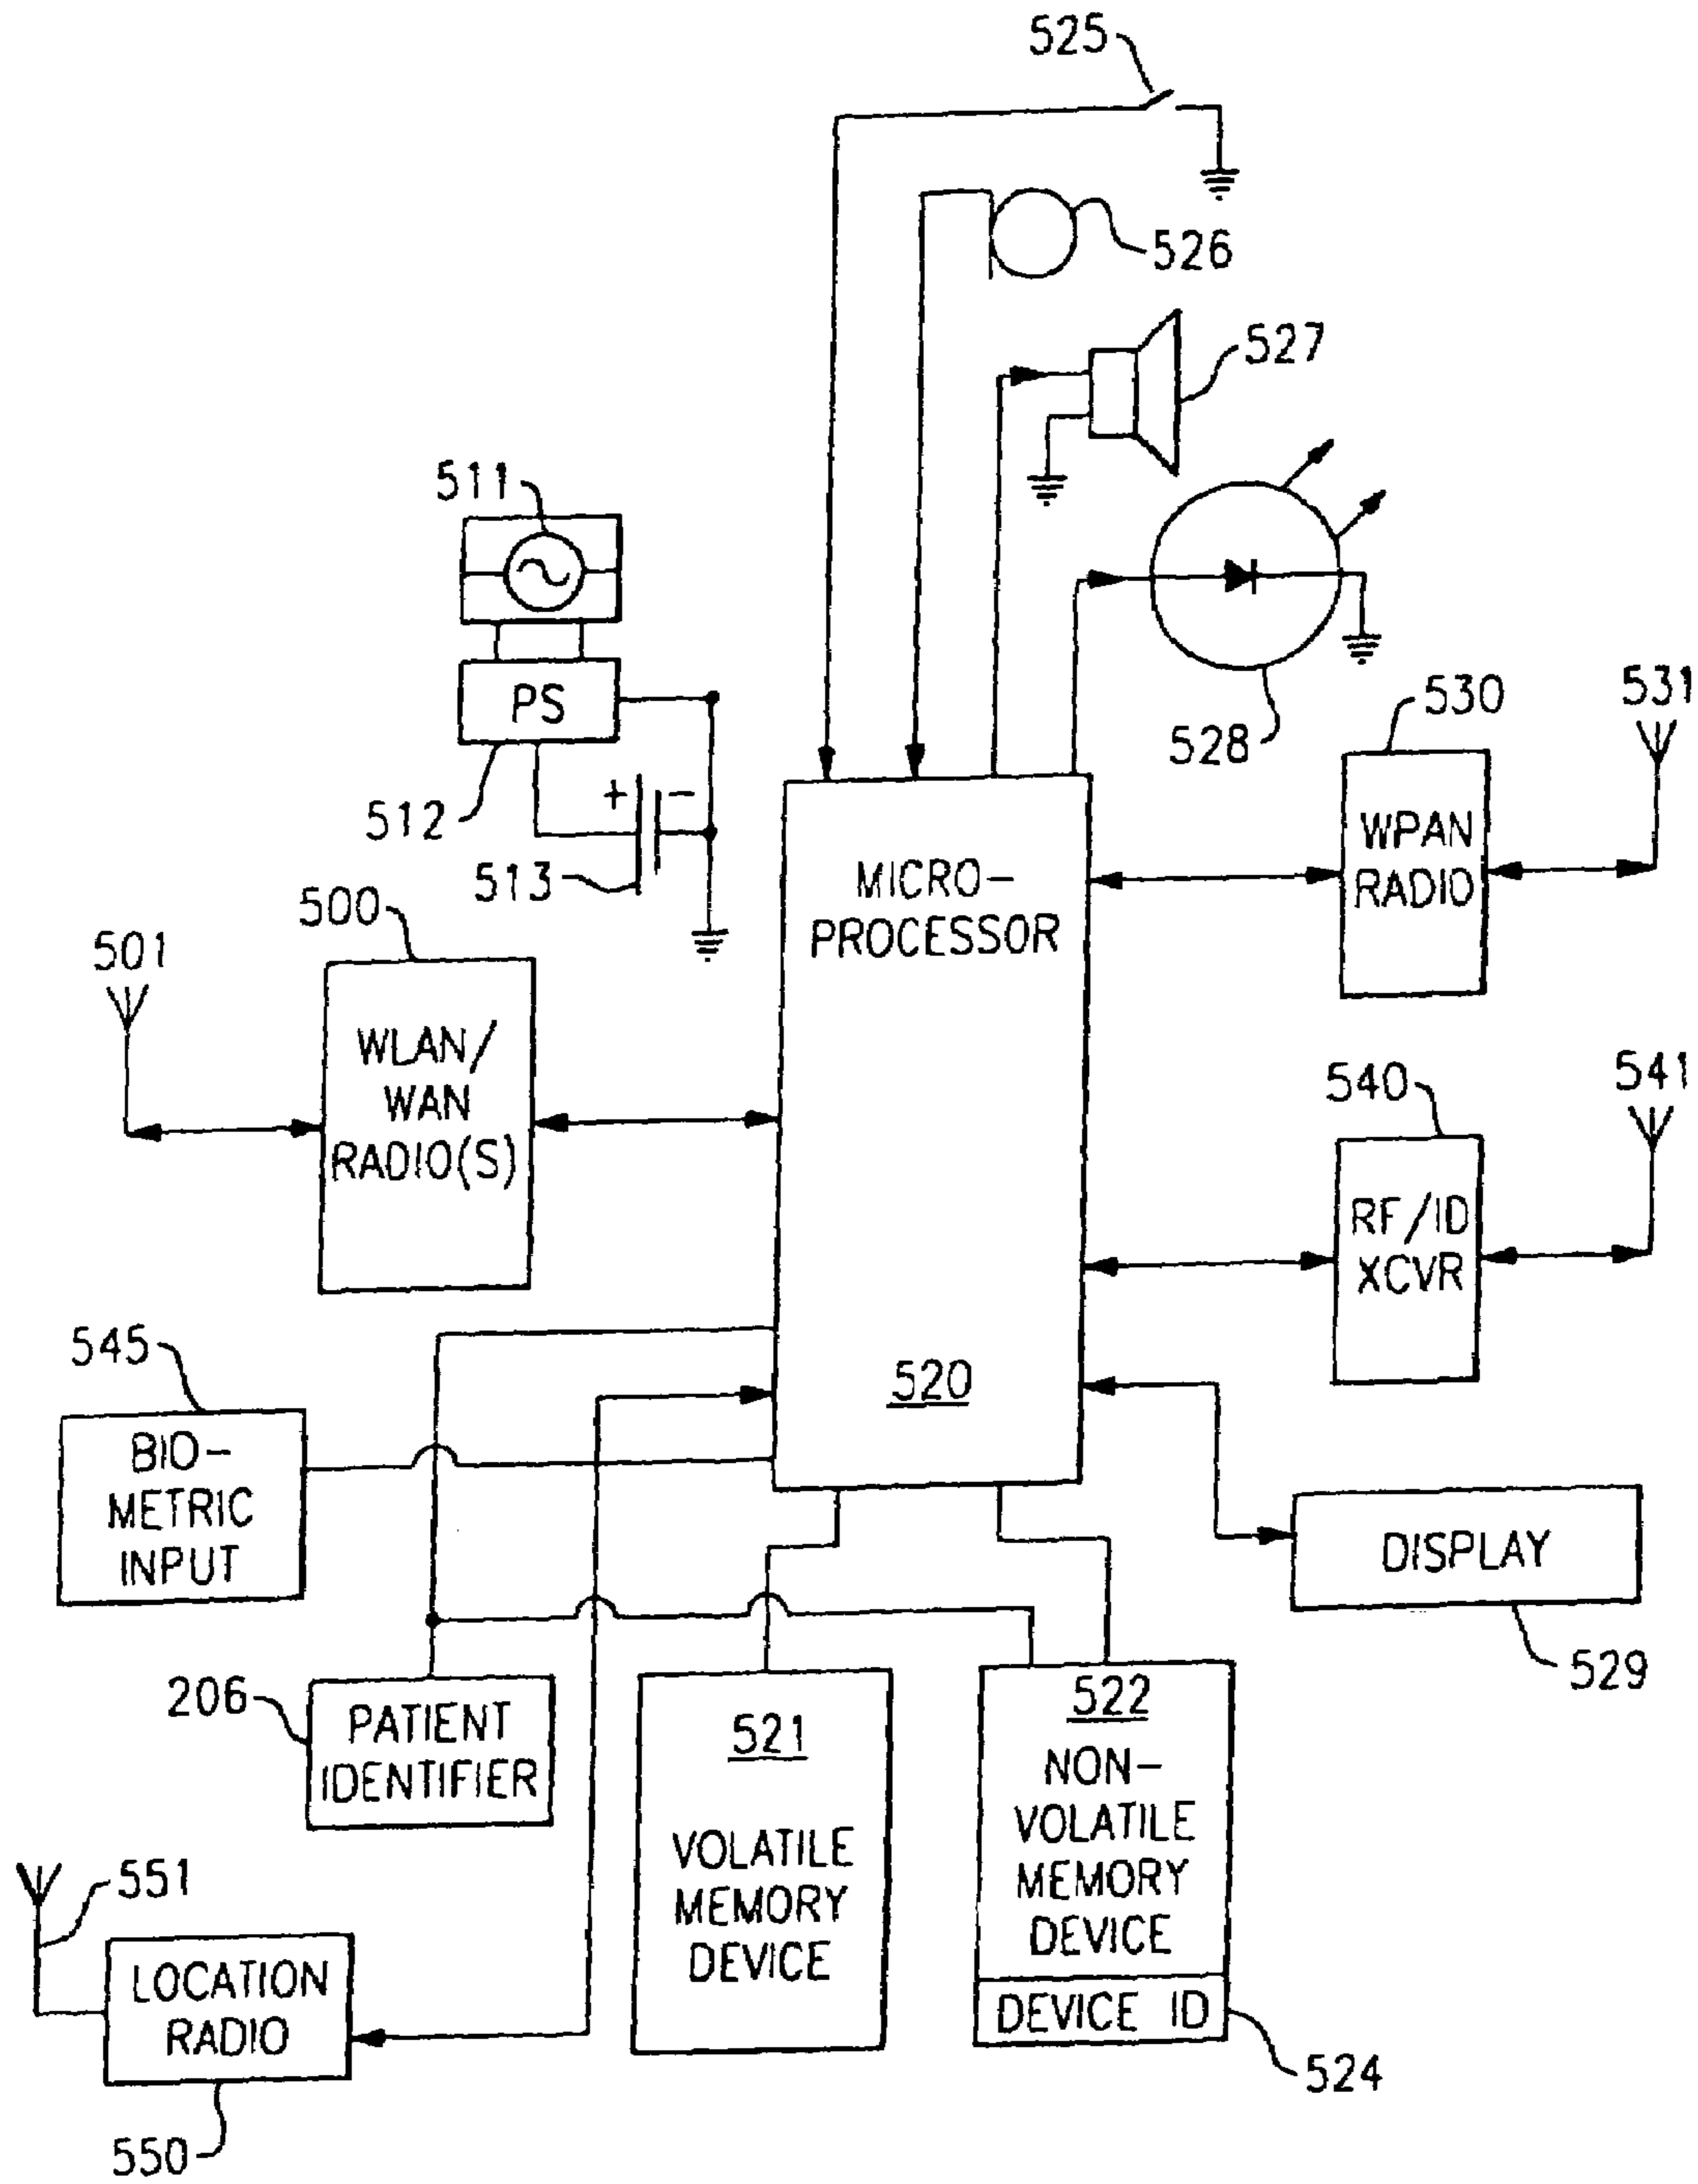 525
526
527
511
PS
512
+ -
513
528
530
531
WPAN
RADIO
MICRO-
PROCESSOR
500
501
WLAN/
WAN
RADIO(S)
540
541
RF/ID
XCVR
545
BIO-
METRIC
INPUT
520
DISPLAY
529
206
PATIENT
IDENTIFIER
521
VOLATILE
MEMORY
DEVICE
522
NON-
VOLATILE
MEMORY
DEVICE
DEVICE ID
524
551
LOCATION
RADIO
550